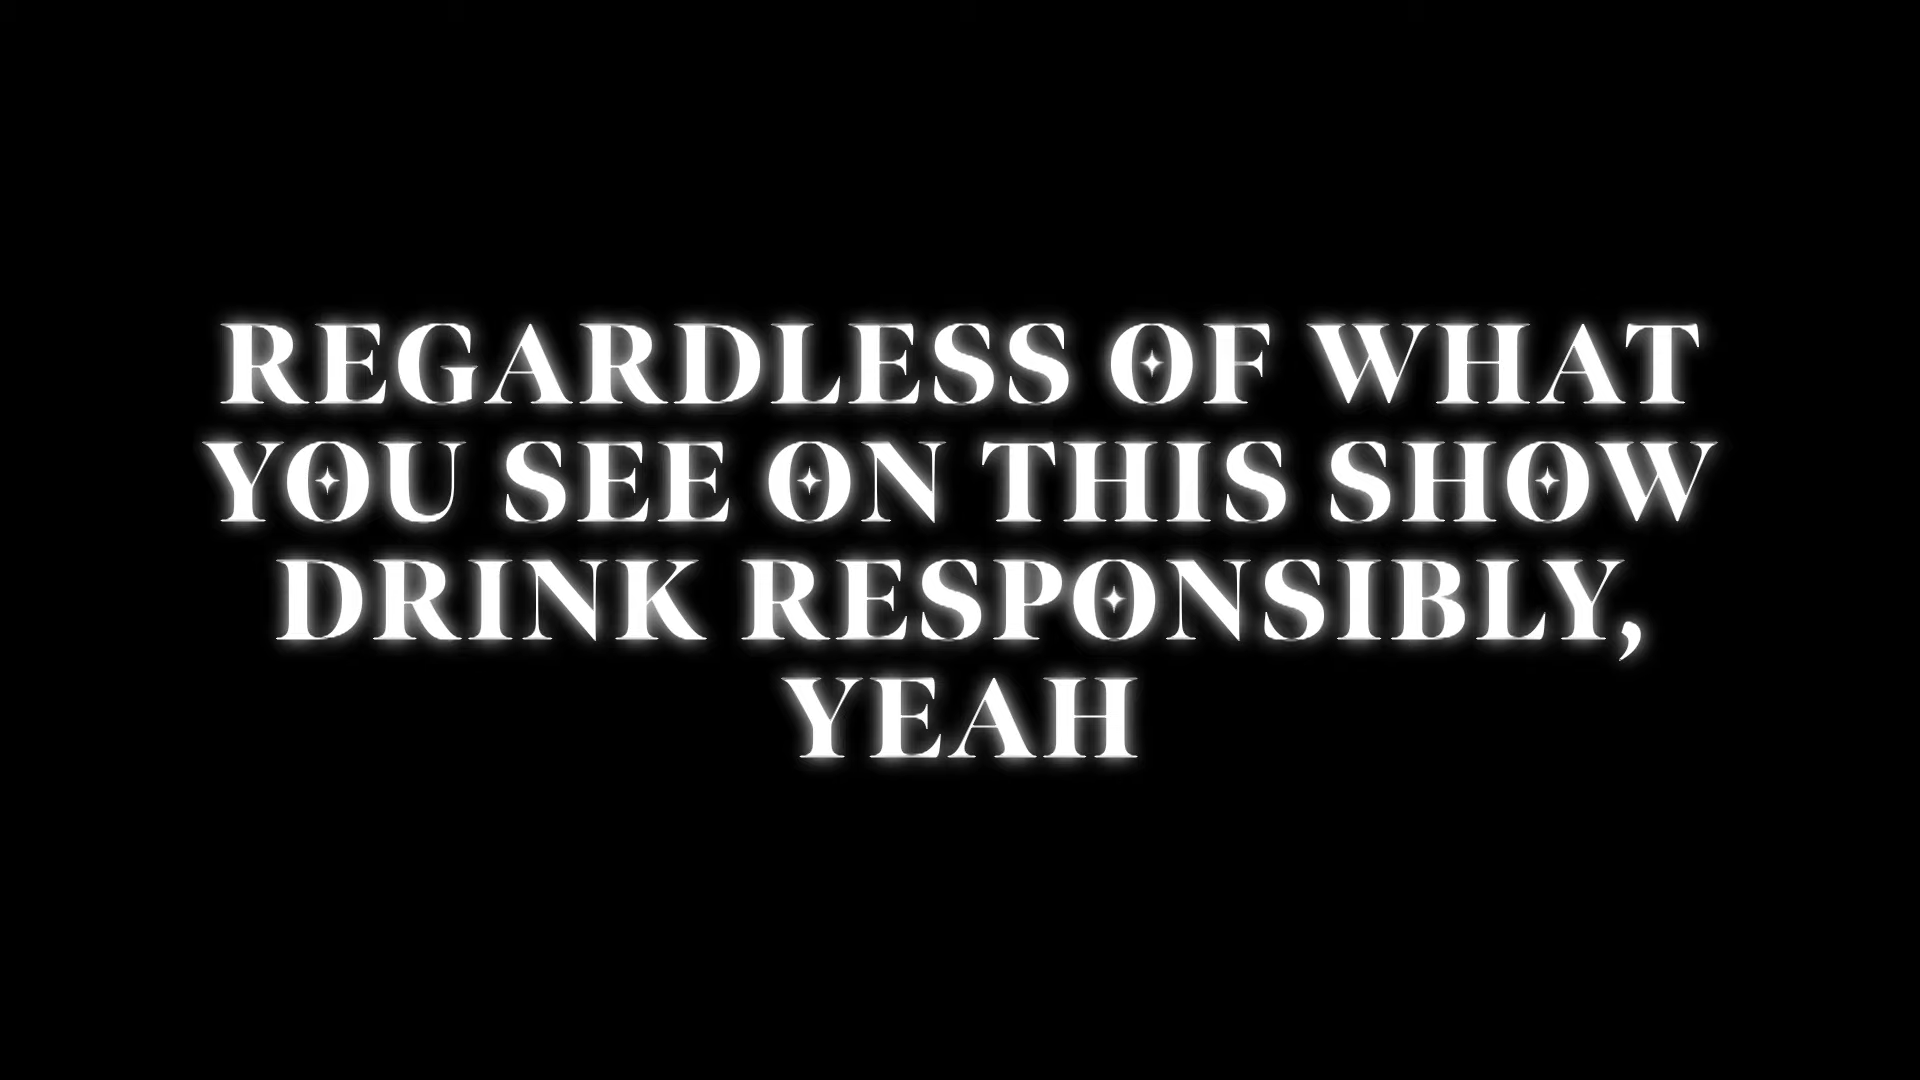 REGARDLESS OF WHAT
YOU SEE ON THIS SHOW
DRINK RESPONSIBLY,
YEAH